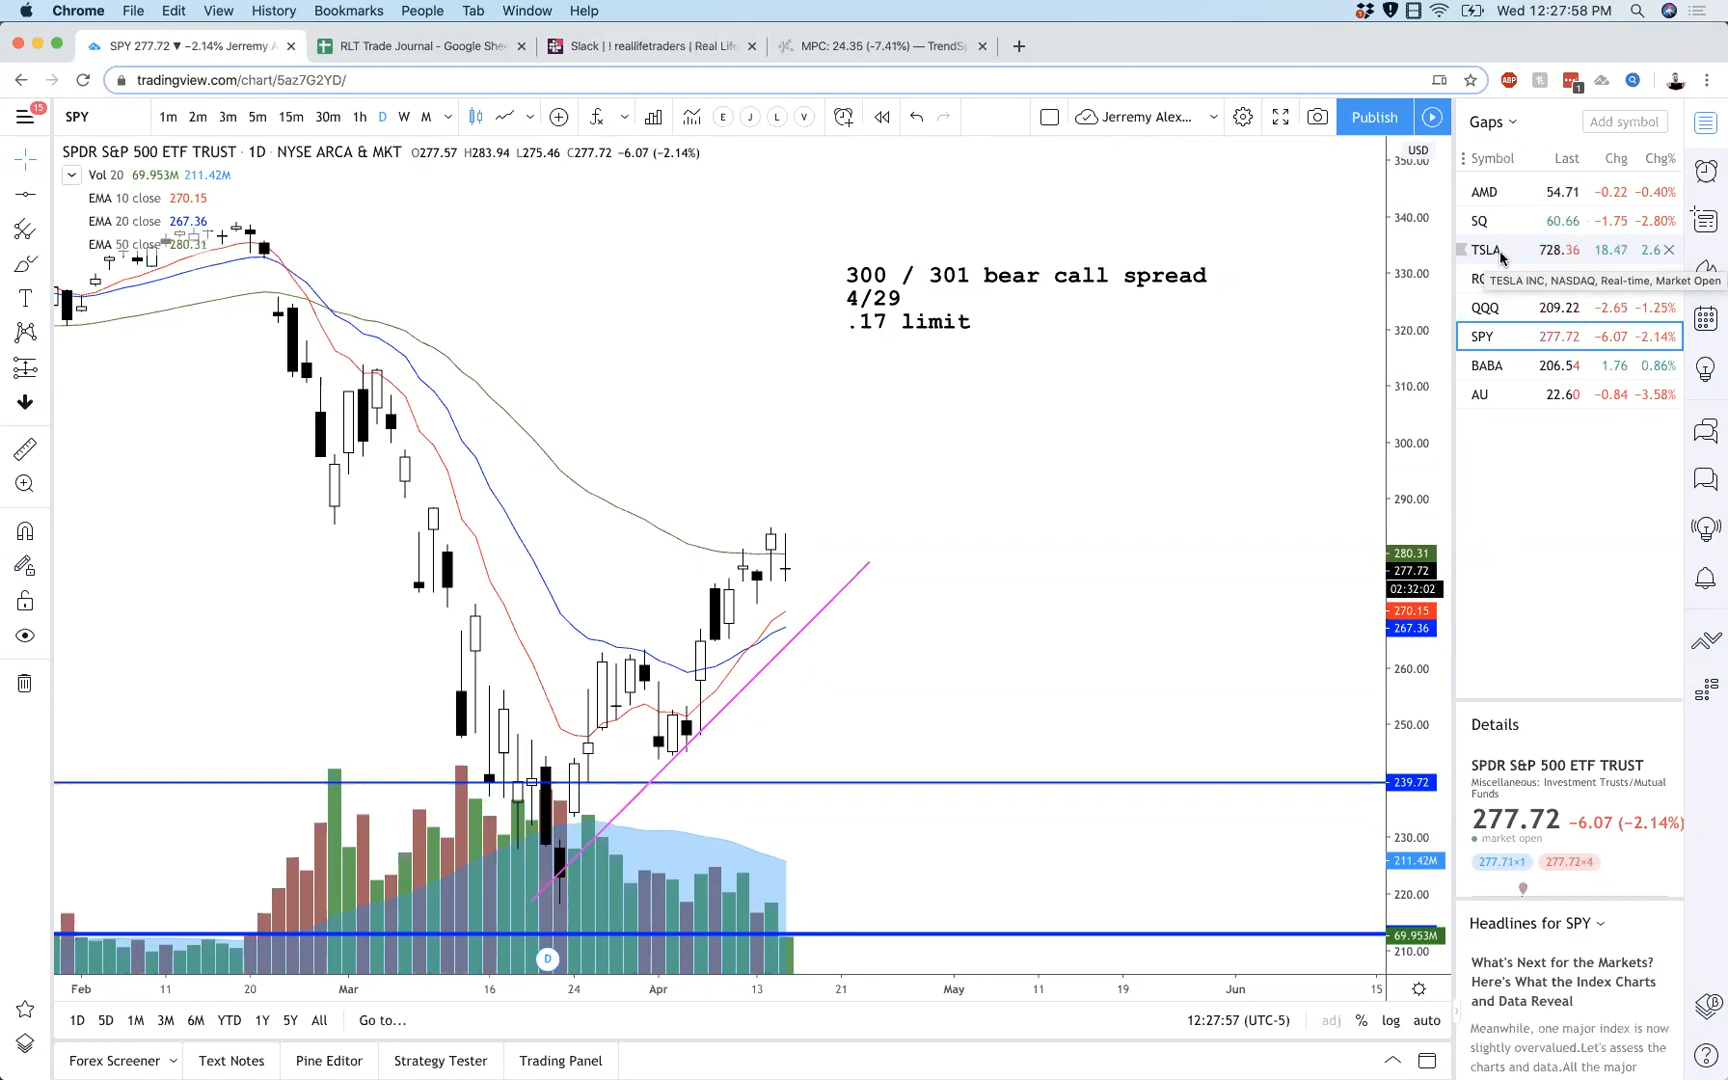 Chrome File Edit View History Bookmarks People Tab Window Help Wed 12:27:58 PM
SPY 277.72 ▼ −2.14% Jerremy A RLT Trade Journal - Google She Slack | ! reallifetraders | Real Life MPC: 24.35 (-7.41%) — TrendS
tradingview.com/chart/5az7G2YD/
15 SPY 1m 2m 3m 5m 15m 30m 1h D W M E J L V Jerremy Alex... Publish
SPDR S&P 500 ETF TRUST · 1D · NYSE ARCA & MKT O277.57 H283.94 L275.46 C277.72 −6.07 (−2.14%)
Vol 20 69.953M 211.42M
EMA 10 close 270.15
EMA 20 close 267.36
EMA 50 close 280.31
300 / 301 bear call spread
4/29
.17 limit
USD
350.00
340.00
330.00
320.00
310.00
300.00
290.00
280.31
277.72
02:32:02
270.15
267.36
260.00
250.00
239.72
230.00
211.42M
220.00
69.953M
210.00
D
Feb 11 20 Mar 16 24 Apr 13 21 May 11 19 Jun 15
1D 5D 1M 3M 6M YTD 1Y 5Y All Go to... 12:27:57 (UTC-5) adj % log auto
Forex Screener Text Notes Pine Editor Strategy Tester Trading Panel
Gaps Add symbol
Symbol Last Chg Chg%
AMD 54.71 −0.22 −0.40%
SQ 60.66 −1.75 −2.80%
TSLA 728.36 18.47 2.6
TESLA INC, NASDAQ, Real-time, Market Open
QQQ 209.22 −2.65 −1.25%
SPY 277.72 −6.07 −2.14%
BABA 206.54 1.76 0.86%
AU 22.60 −0.84 −3.58%
Details
SPDR S&P 500 ETF TRUST
Miscellaneous: Investment Trusts/Mutual
Funds
277.72 −6.07 (−2.14%)
market open
277.71×1 277.72×4
Headlines for SPY
What's Next for the Markets?
Here's What the Index Charts
and Data Reveal
Meanwhile, one major index is now
slightly overvalued.Let's assess the
charts and data.All the major